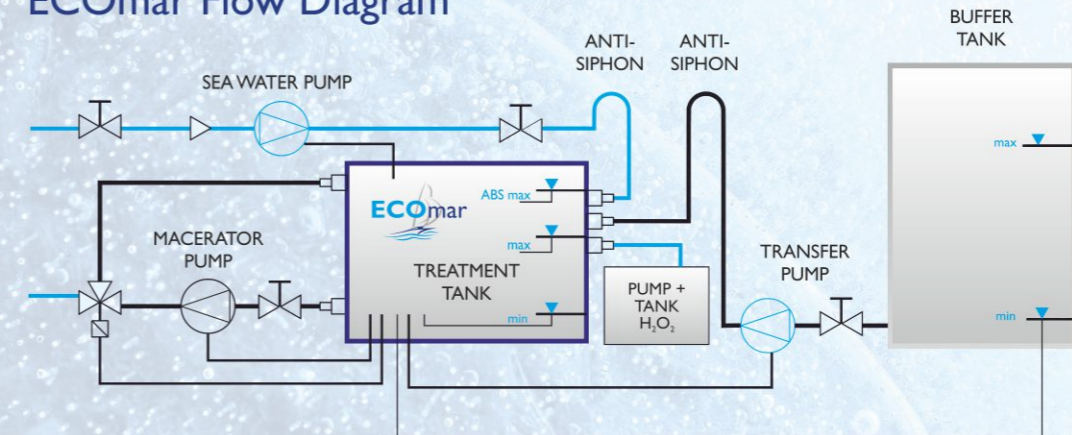 ECOmar Flow Diagram
BUFFER
TANK
ANTI-
SIPHON
ANTI-
SIPHON
SEA WATER PUMP
max
ABS max
ECOmar
MACERATOR
PUMP
max
TREATMENT
TANK
TRANSFER
PUMP
PUMP +
TANK
H₂O₂
min
min